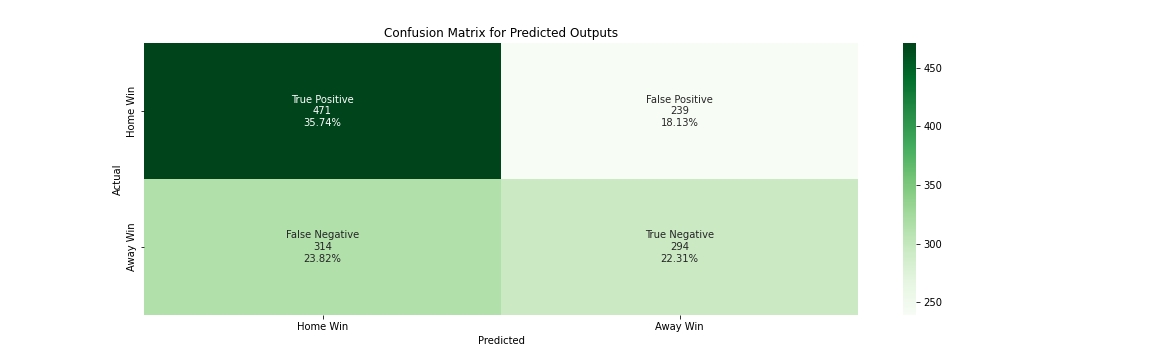 Confusion Matrix for Predicted Outputs
Actual
Home Win
True Positive
471
35.74%
False Positive
239
18.13%
Away Win
False Negative
314
23.82%
True Negative
294
22.31%
Home Win
Away Win
Predicted
450
400
350
300
250